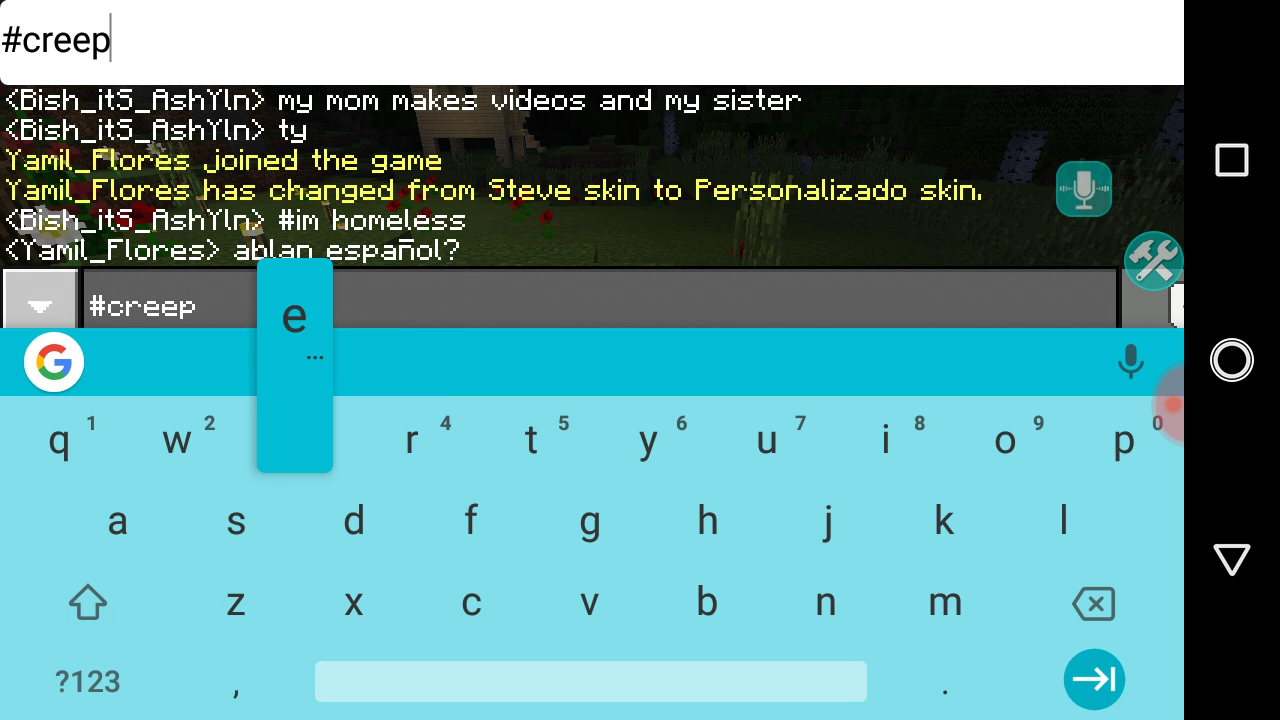 #creep
<Bish_itS_AshYln> my mom makes videos and my sister
<Bish_itS_AshYln> ty
Yamil_Flores joined the game
Yamil_Flores has changed from Steve skin to Personalizado skin.
<Bish_itS_AshYln> #im homeless
<Yamil_Flores> ablan español?
#creep
e
...
q 1 w 2 r 4 t 5 y 6 u 7 i 8 o 9 p 0
a s d f g h j k l
z x c v b n m
?123 , .